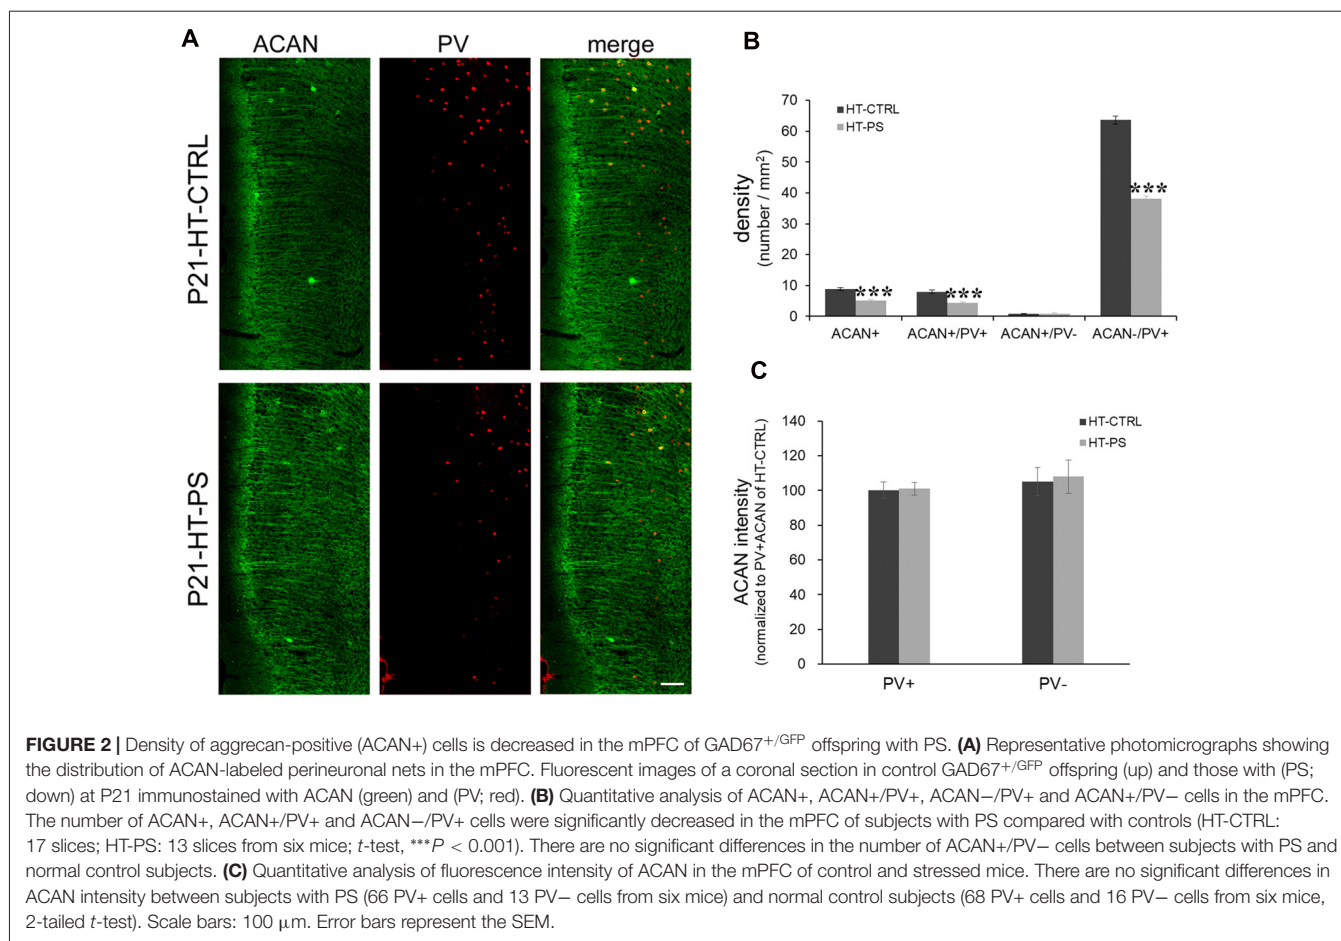 A
ACAN PV merge
P21-HT-CTRL
P21-HT-PS
B
density
(number / mm²)
70
60
50
40
30
20
10
0
HT-CTRL
HT-PS
***
***
***
ACAN+ ACAN+/PV+ ACAN+/PV- ACAN-/PV+
C
ACAN intensity
(normalized to PV+ACAN of HT-CTRL)
140
120
100
80
60
40
20
0
HT-CTRL
HT-PS
PV+ PV-
FIGURE 2 | Density of aggrecan-positive (ACAN+) cells is decreased in the mPFC of GAD67+/GFP offspring with PS. (A) Representative photomicrographs showing
the distribution of ACAN-labeled perineuronal nets in the mPFC. Fluorescent images of a coronal section in control GAD67+/GFP offspring (up) and those with (PS;
down) at P21 immunostained with ACAN (green) and (PV; red). (B) Quantitative analysis of ACAN+, ACAN+/PV+, ACAN−/PV+ and ACAN+/PV− cells in the mPFC.
The number of ACAN+, ACAN+/PV+ and ACAN−/PV+ cells were significantly decreased in the mPFC of subjects with PS compared with controls (HT-CTRL:
17 slices; HT-PS: 13 slices from six mice; t-test, ***P < 0.001). There are no significant differences in the number of ACAN+/PV− cells between subjects with PS and
normal control subjects. (C) Quantitative analysis of fluorescence intensity of ACAN in the mPFC of control and stressed mice. There are no significant differences in
ACAN intensity between subjects with PS (66 PV+ cells and 13 PV− cells from six mice) and normal control subjects (68 PV+ cells and 16 PV− cells from six mice,
2-tailed t-test). Scale bars: 100 μm. Error bars represent the SEM.